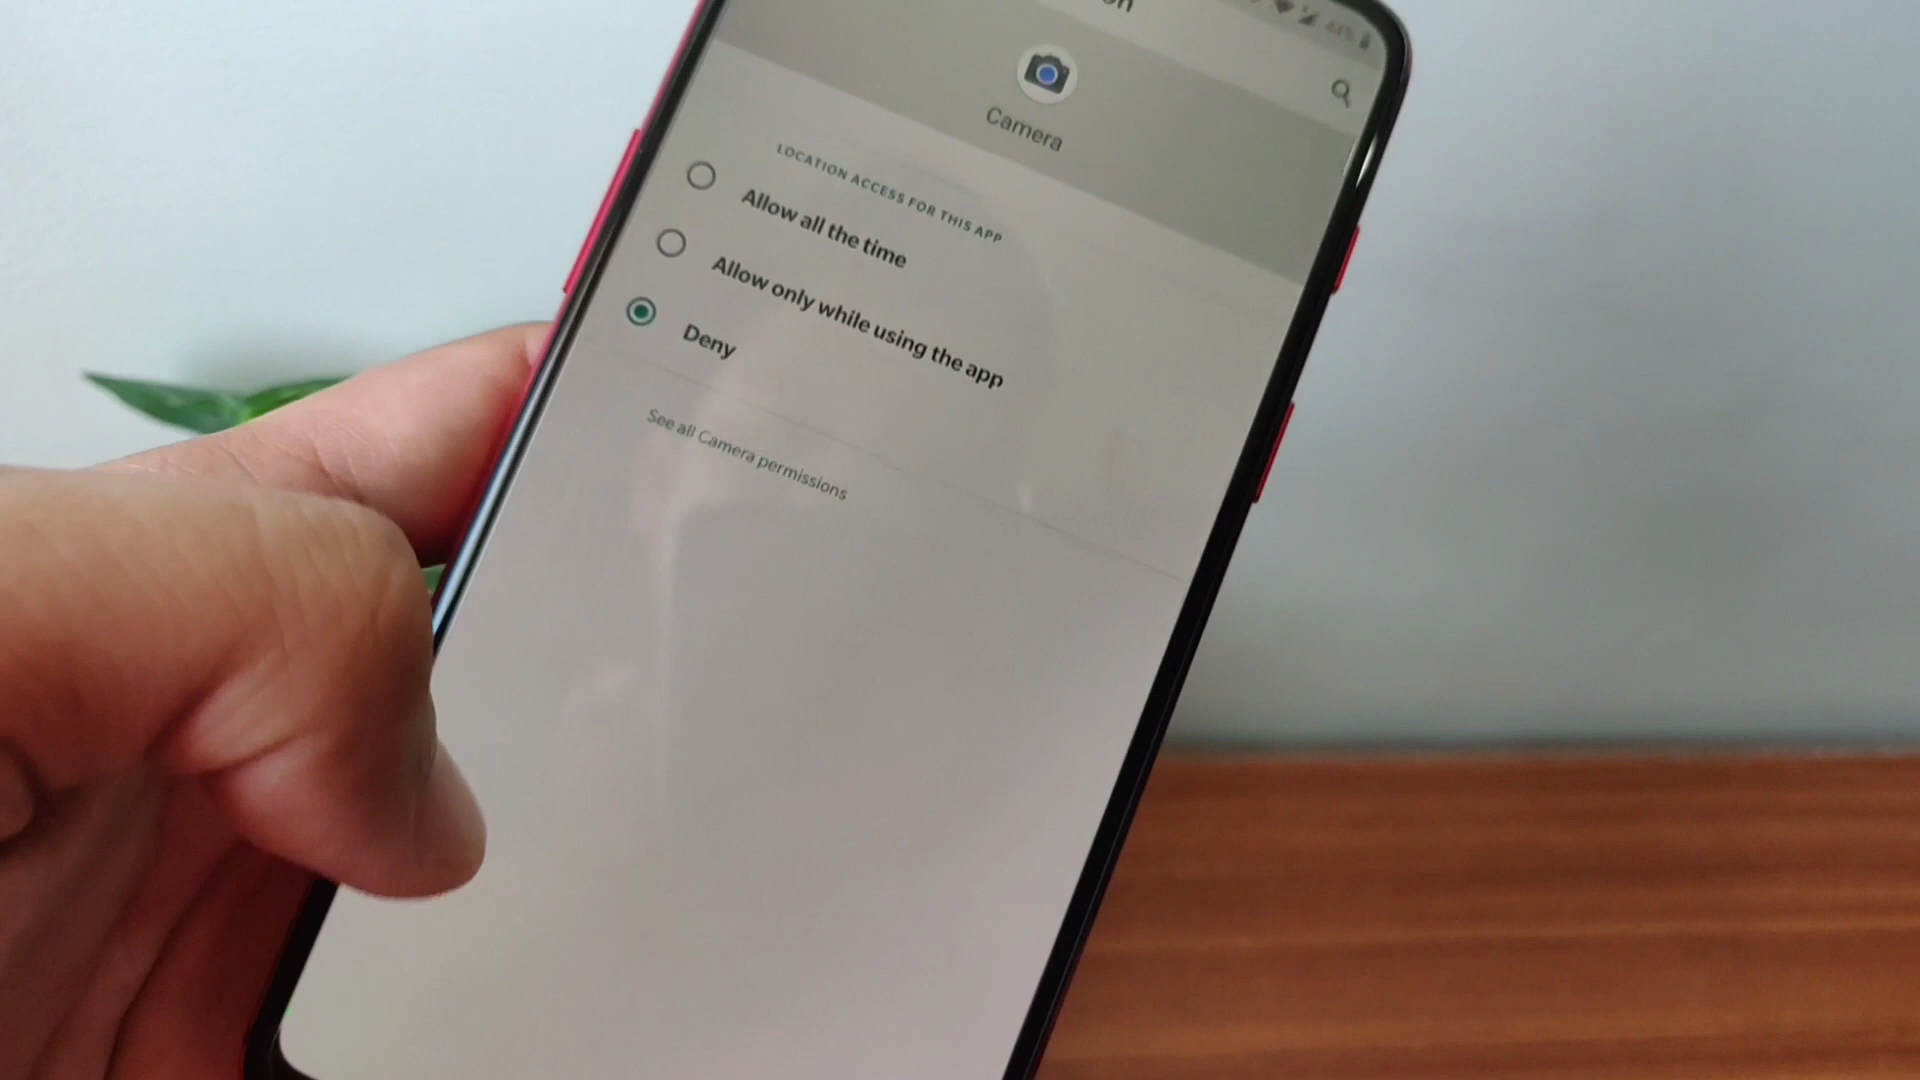 44%
Camera
LOCATION ACCESS FOR THIS APP
Allow all the time
Allow only while using the app
Deny
See all Camera permissions